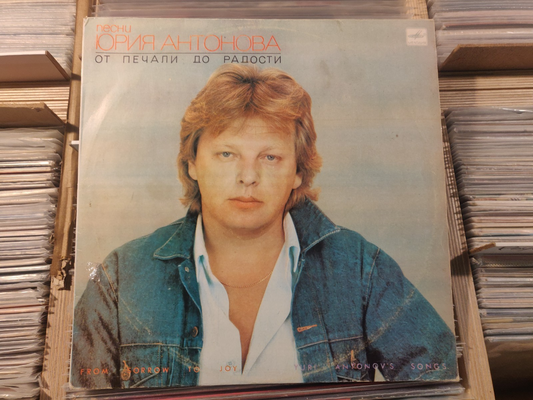 песни
ЮРИЯ АНТОНОВА
ОТ ПЕЧАЛИ ДО РАДОСТИ
FROM SORROW TO JOY YURI ANTONOV'S SONGS